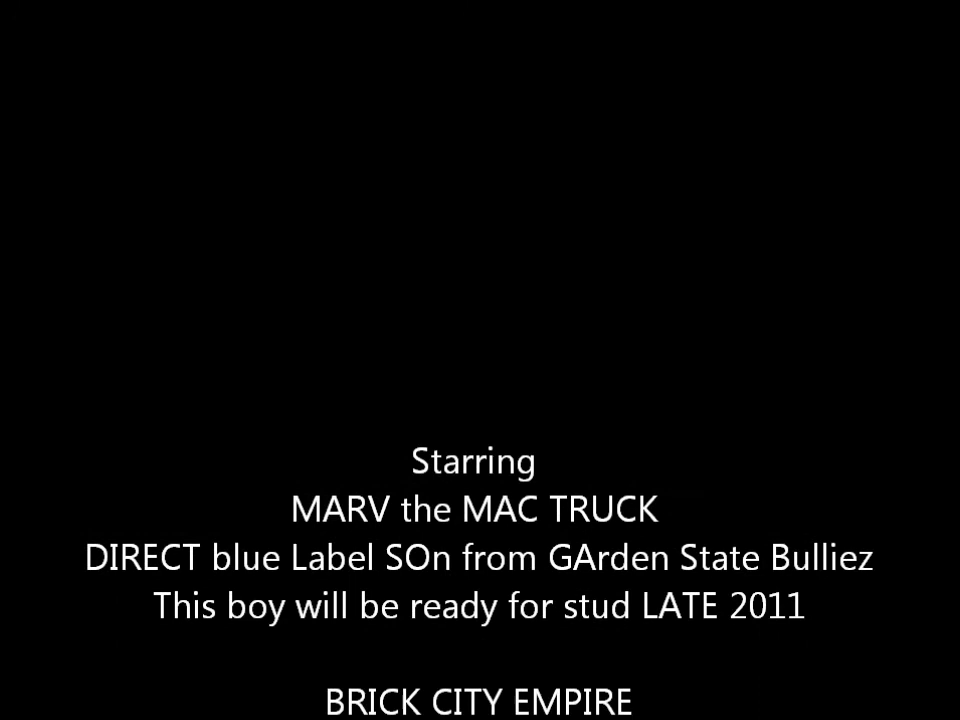 Starring
MARV the MAC TRUCK
DIRECT blue Label SOn from GArden State Bulliez
This boy will be ready for stud LATE 2011
BRICK CITY EMPIRE